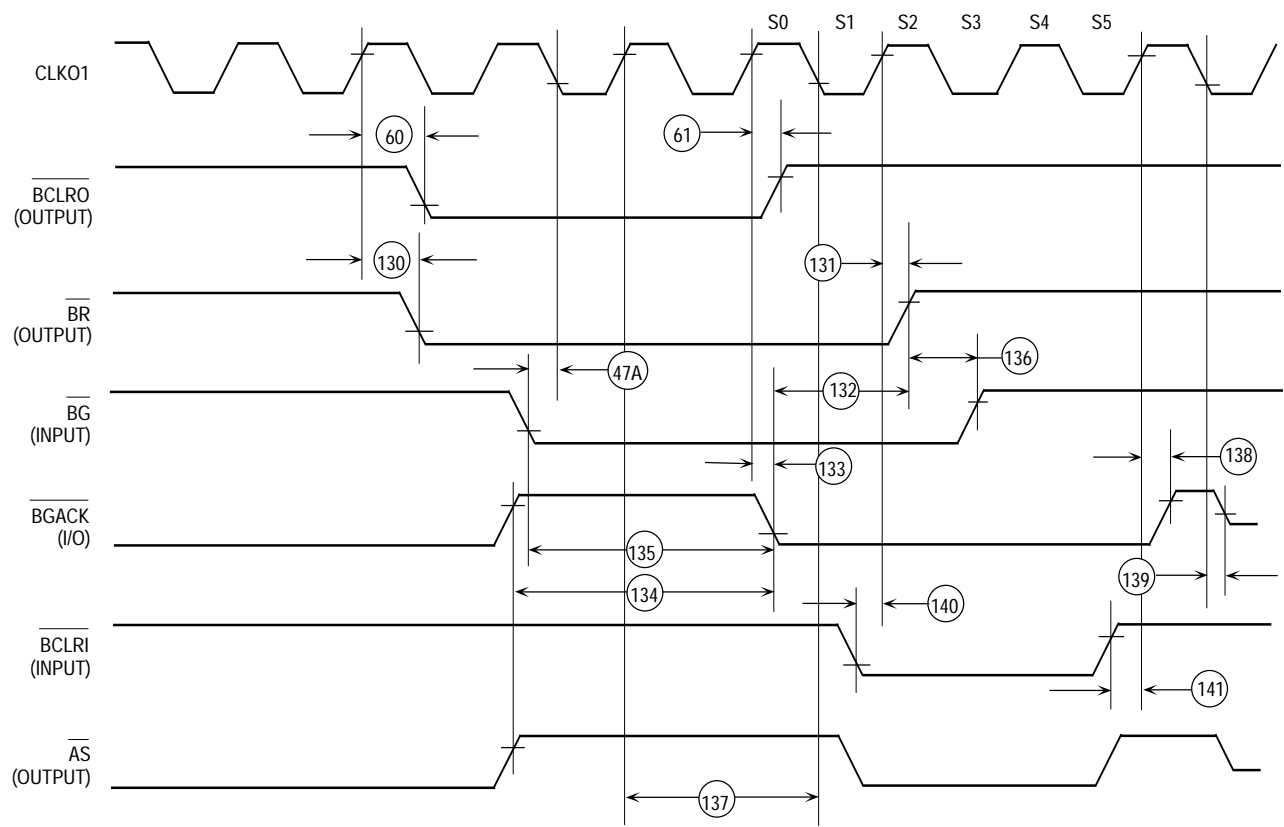 S0 S1 S2 S3 S4 S5
CLKO1
60
61
BCLRO
(OUTPUT)
130
131
BR
(OUTPUT)
136
47A
132
BG
(INPUT)
133
138
BGACK
(I/O)
135
139
134
140
BCLRI
(INPUT)
141
AS
(OUTPUT)
137